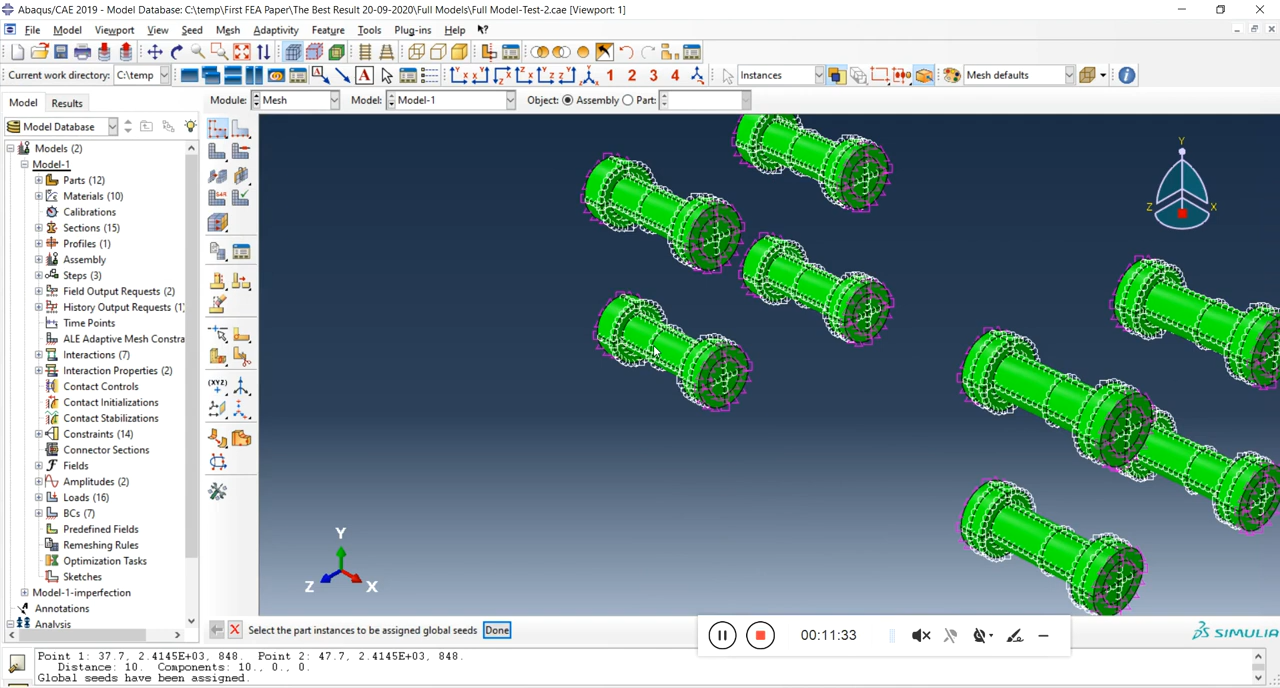 Abaqus/CAE 2019 - Model Database: C:\temp\First FEA Paper\The Best Result 20-09-2020\Full Models\Full Model-Test-2.cae [Viewport: 1]
File Model Viewport View Seed Mesh Adaptivity Feature Tools Plug-ins Help
Current work directory: C:\temp
A
1 2 3 4
Instances
Mesh defaults
Model Results
Module: Mesh Model: Model-1 Object: Assembly Part:
Model Database
Models (2)
Model-1
Parts (12)
Materials (10)
Calibrations
Sections (15)
Profiles (1)
Assembly
Steps (3)
Field Output Requests (2)
History Output Requests (1)
Time Points
ALE Adaptive Mesh Constra
Interactions (7)
Interaction Properties (2)
Contact Controls
Contact Initializations
Contact Stabilizations
Constraints (14)
Connector Sections
Fields
Amplitudes (2)
Loads (16)
BCs (7)
Predefined Fields
Remeshing Rules
Optimization Tasks
Sketches
Model-1-imperfection
Annotations
Analysis
(XYZ)
Y
Z
X
Y
Z
X
Select the part instances to be assigned global seeds Done
00:11:33
SIMULIA
Point 1: 37.7, 2.4145E+03, 848. Point 2: 47.7, 2.4145E+03, 848.
Distance: 10. Components: 10., 0., 0.
Global seeds have been assigned.